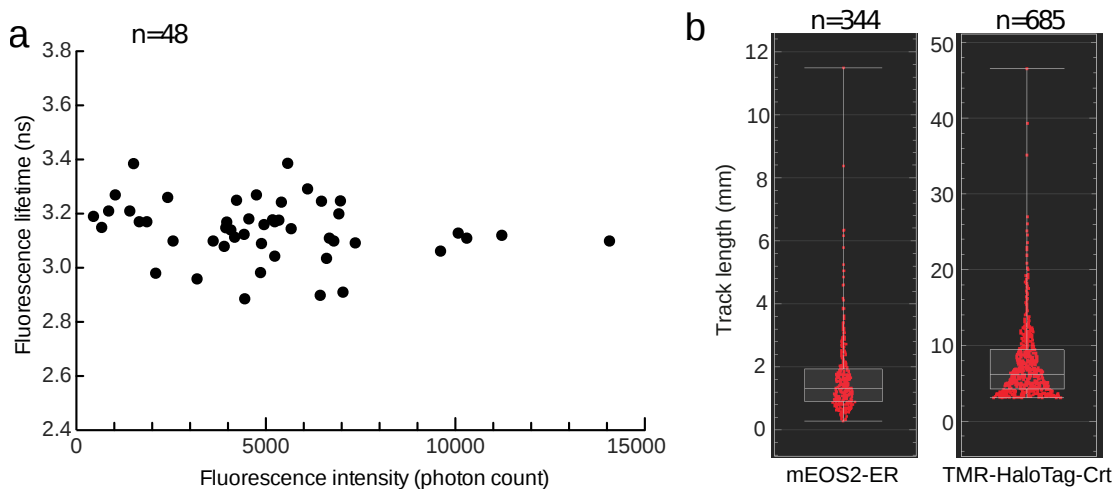 a
n=48
3.8
3.6
3.4
3.2
3.0
2.8
2.6
2.4
0
5000
10000
15000
Fluorescence lifetime (ns)
Fluorescence intensity (photon count)
b
n=344
n=685
12
10
8
6
4
2
0
50
40
30
20
10
0
Track length (mm)
mEOS2-ER
TMR-HaloTag-Crt